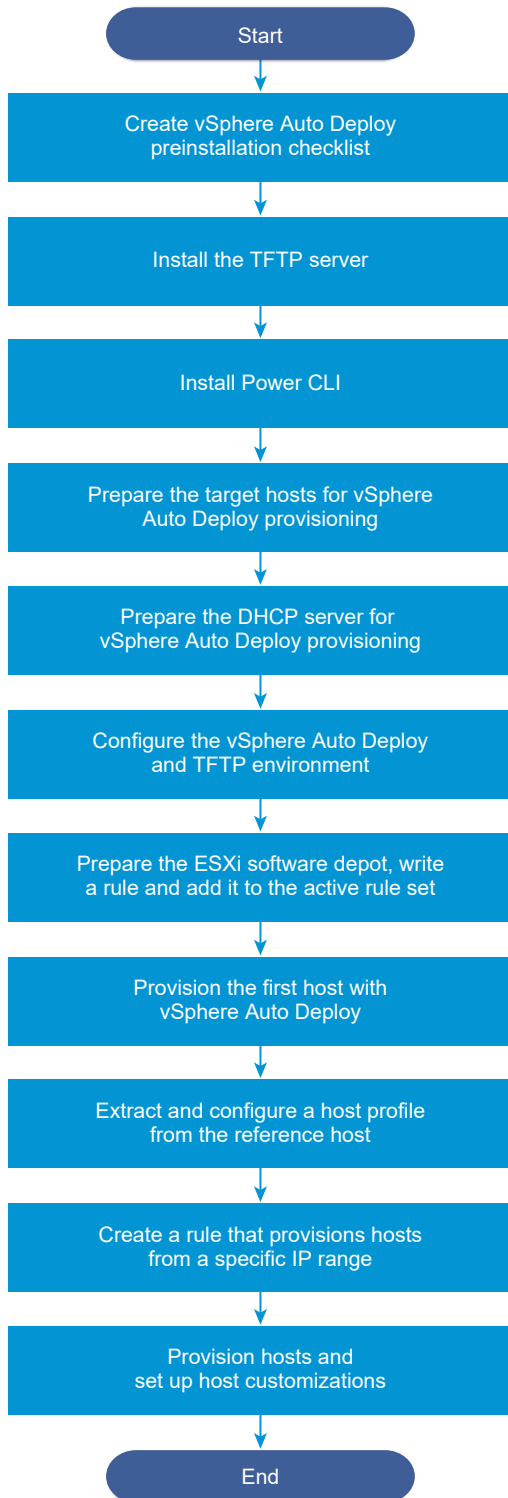 Start
Create vSphere Auto Deploy
preinstallation checklist
Install the TFTP server
Install Power CLI
Prepare the target hosts for vSphere
Auto Deploy provisioning
Prepare the DHCP server for
vSphere Auto Deploy provisioning
Configure the vSphere Auto Deploy
and TFTP environment
Prepare the ESXi software depot, write
a rule and add it to the active rule set
Provision the first host with
vSphere Auto Deploy
Extract and configure a host profile
from the reference host
Create a rule that provisions hosts
from a specific IP range
Provision hosts and
set up host customizations
End